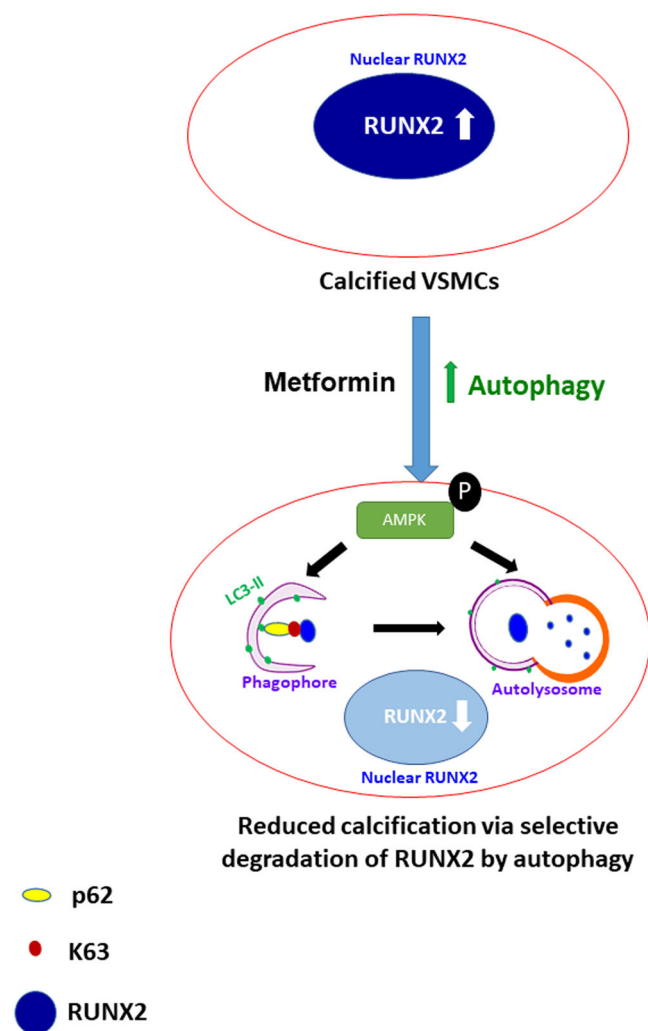 Nuclear RUNX2
RUNX2
Calcified VSMCs
Metformin
Autophagy
P
AMPK
LC3-II
Phagophore
Autolysosome
RUNX2
Nuclear RUNX2
Reduced calcification via selective
degradation of RUNX2 by autophagy
p62
K63
RUNX2